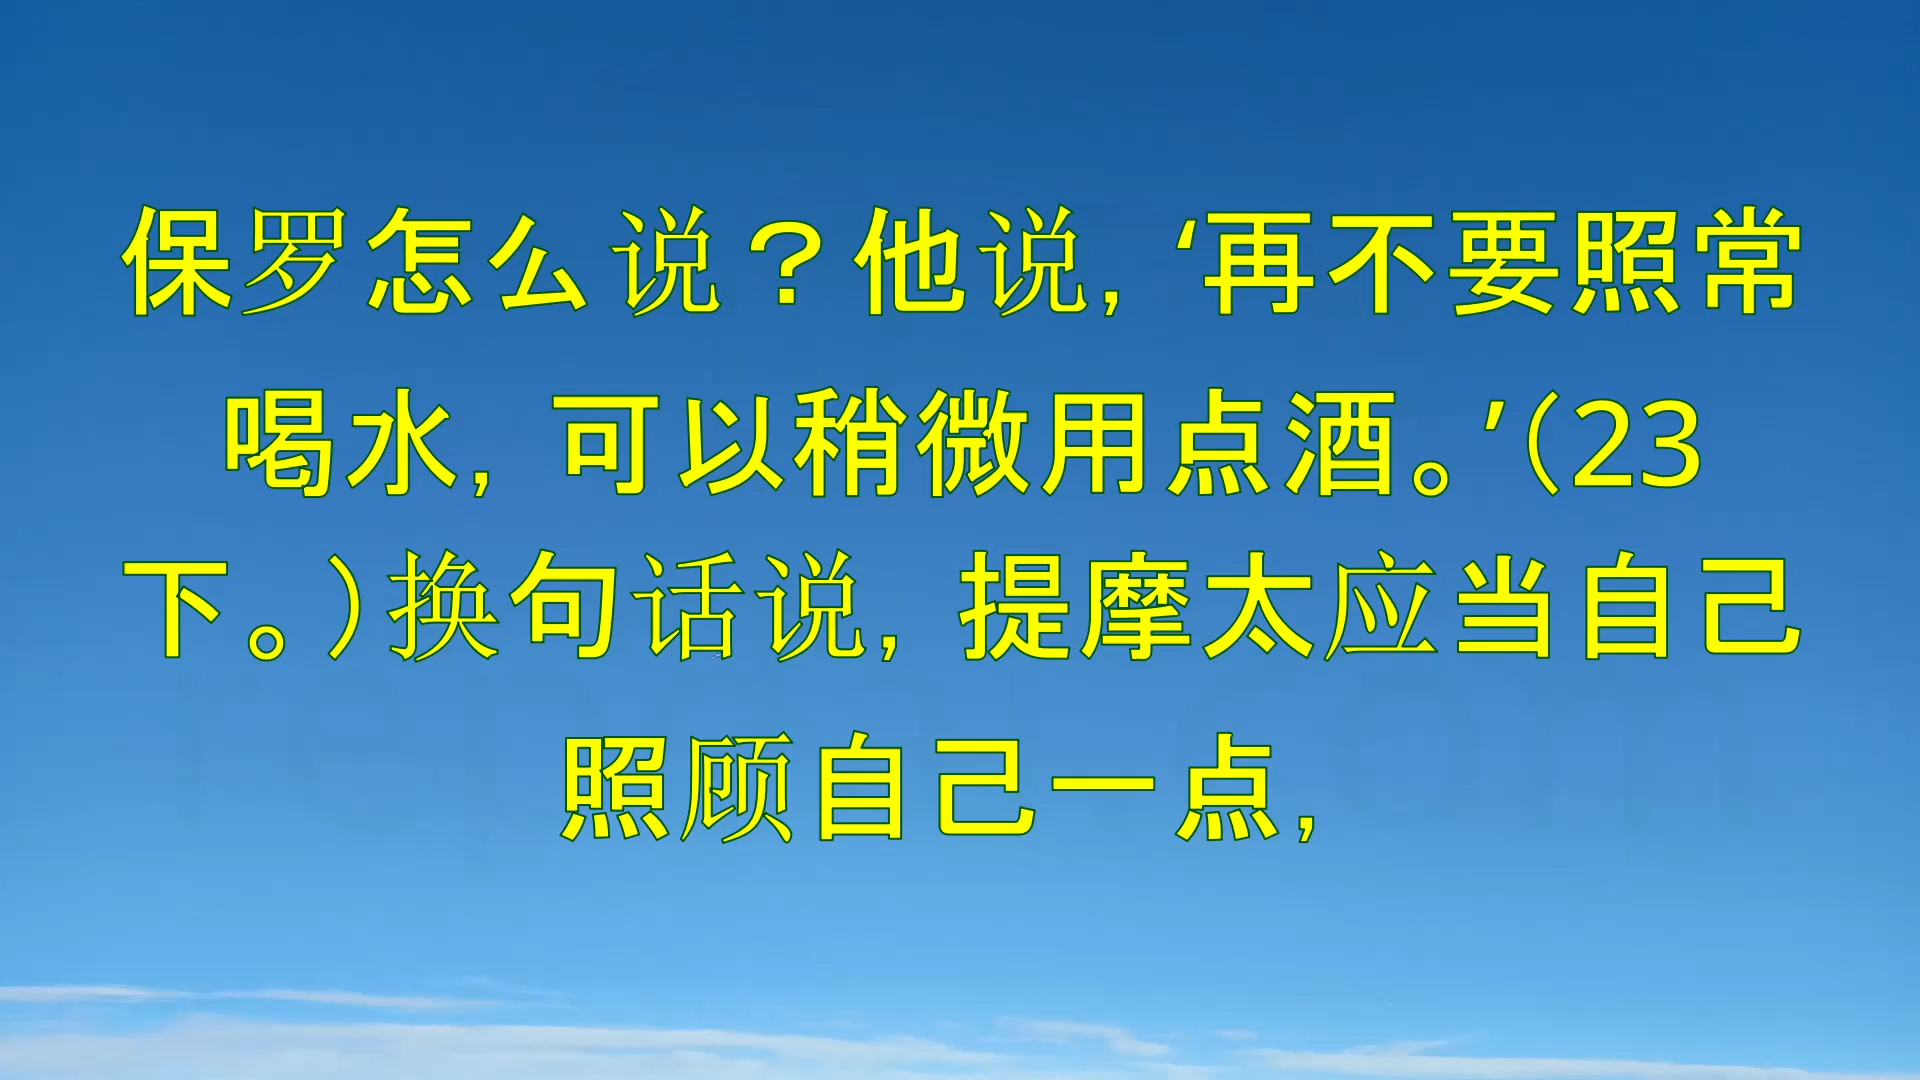 保罗怎么说？他说，‘再不要照常
喝水，可以稍微用点酒。’（23
下。）换句话说，提摩太应当自己
照顾自己一点，